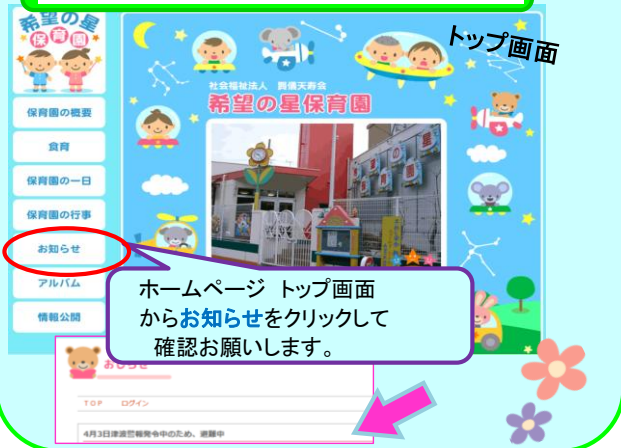 希望の星
保育園
トップ画面
社会福祉法人
希望の星保育園
保育園の概要
食育
保育園の一日
保育園の行事
お知らせ
アルバム
情報公開
星
育
園
ホームページ トップ画面
からお知らせをクリックして
確認お願いします。
TOP ログイン
4月3日津波警報発令中のため、避難中